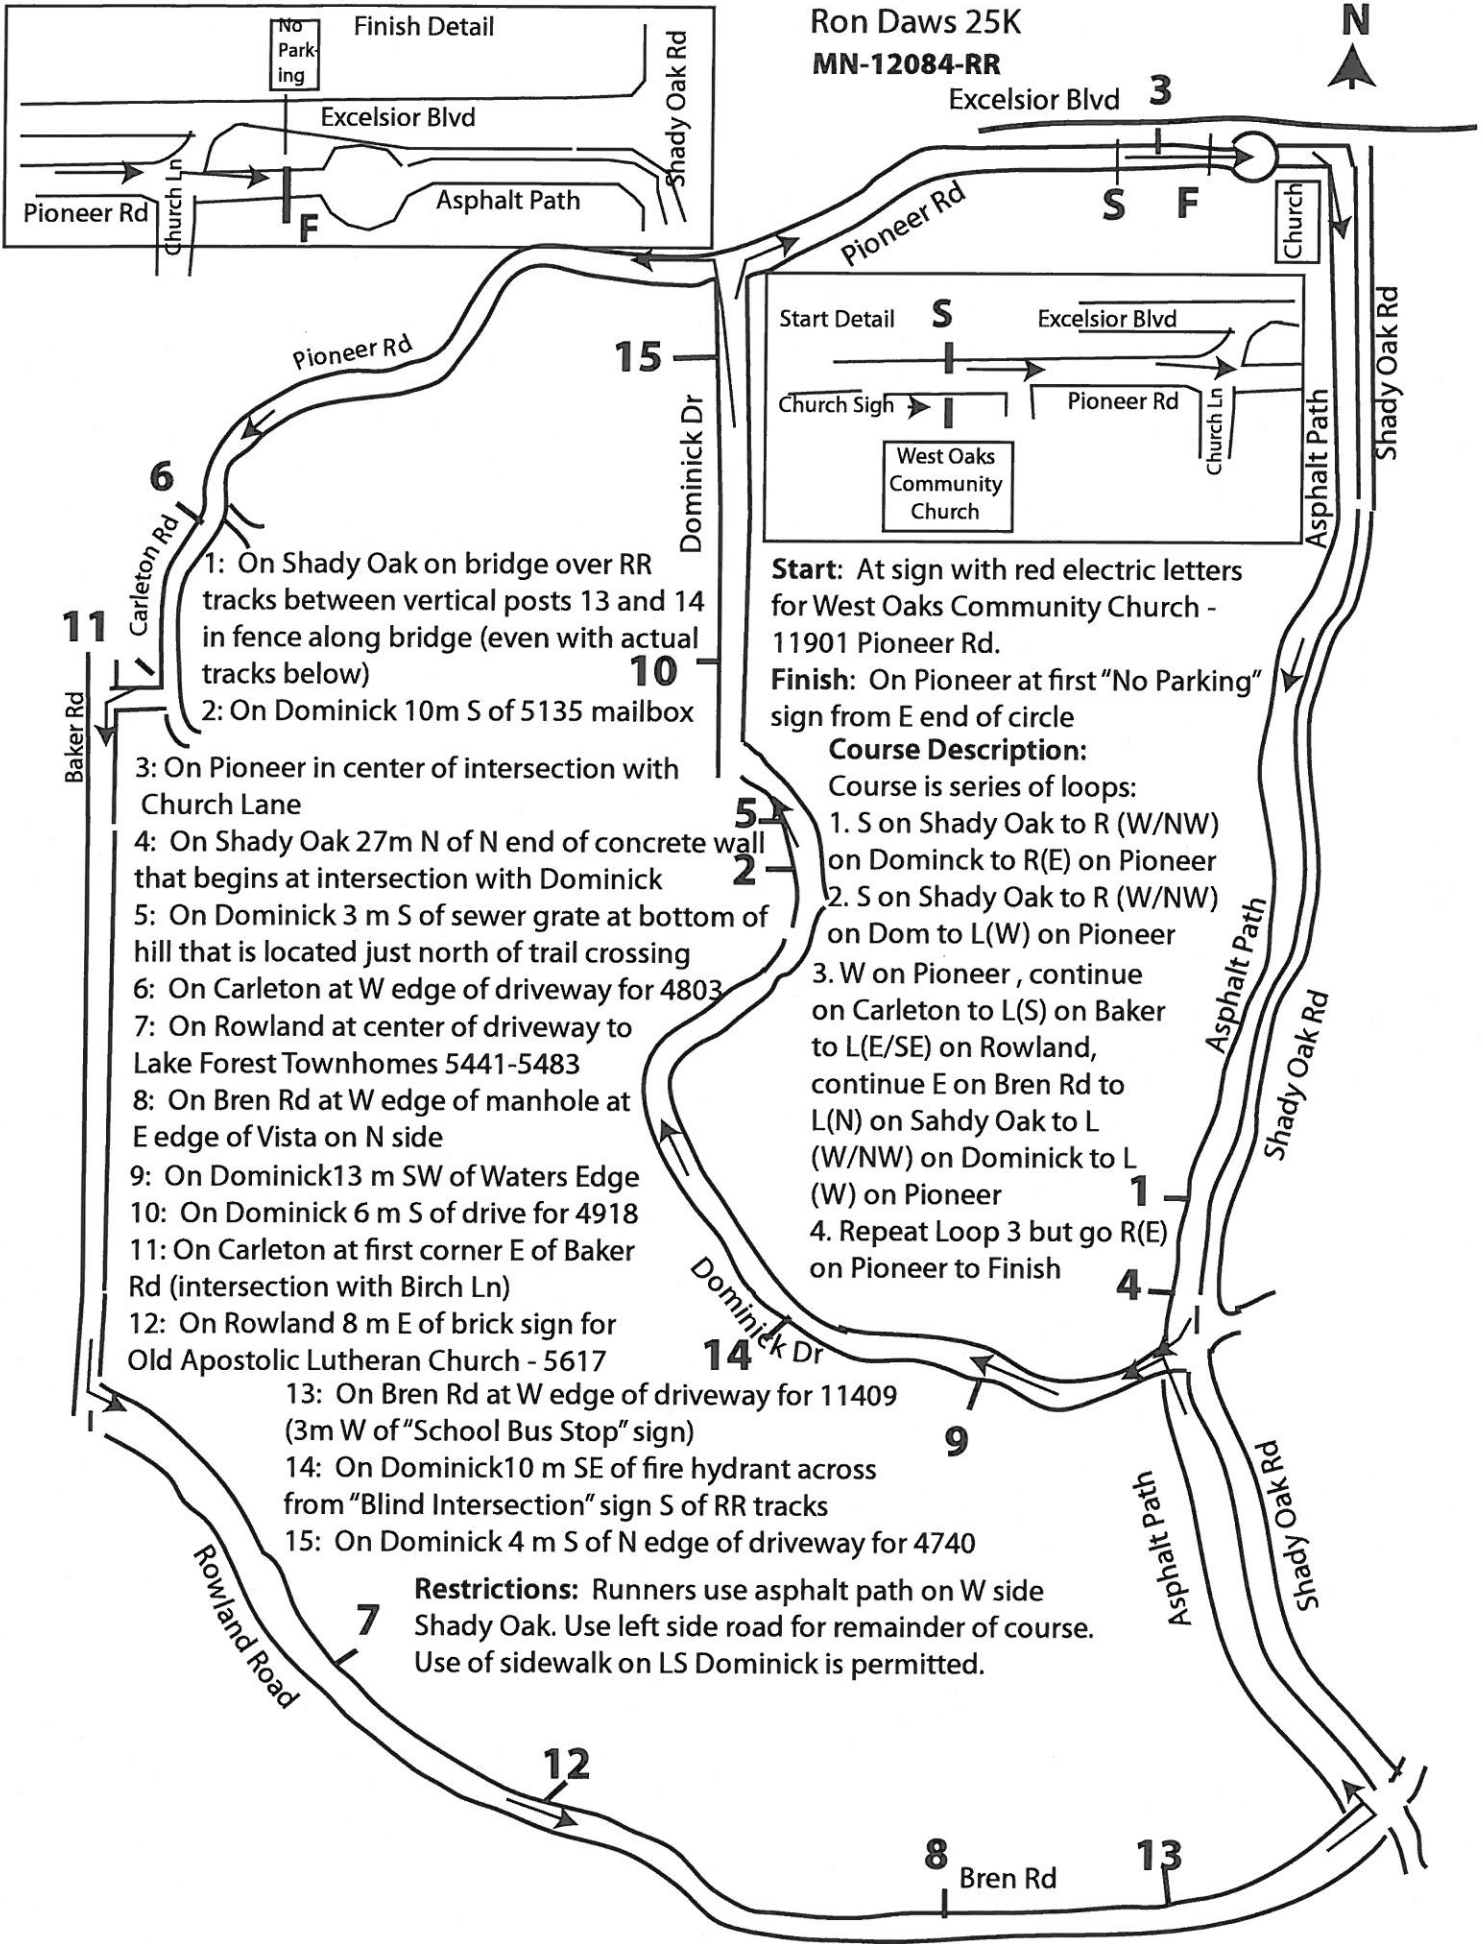 Finish Detail
No
Park-
ing
Excelsior Blvd
Shady Oak Rd
Pioneer Rd
Church Ln
Asphalt Path
F
Ron Daws 25K
MN-12084-RR
N
Excelsior Blvd
3
S
F
Church
Pioneer Rd
Start Detail
S
Excelsior Blvd
Church Sigh
Pioneer Rd
Church Ln
West Oaks
Community
Church
Asphalt Path
Shady Oak Rd
Pioneer Rd
15
Dominick Dr
6
Carleton Rd
11
Baker Rd
10
1: On Shady Oak on bridge over RR
tracks between vertical posts 13 and 14
in fence along bridge (even with actual
tracks below)
2: On Dominick 10m S of 5135 mailbox
3: On Pioneer in center of intersection with
Church Lane
4: On Shady Oak 27m N of N end of concrete wall
that begins at intersection with Dominick
5: On Dominick 3 m S of sewer grate at bottom of
hill that is located just north of trail crossing
6: On Carleton at W edge of driveway for 4803
7: On Rowland at center of driveway to
Lake Forest Townhomes 5441-5483
8: On Bren Rd at W edge of manhole at
E edge of Vista on N side
9: On Dominick13 m SW of Waters Edge
10: On Dominick 6 m S of drive for 4918
11: On Carleton at first corner E of Baker
Rd (intersection with Birch Ln)
12: On Rowland 8 m E of brick sign for
Old Apostolic Lutheran Church - 5617
13: On Bren Rd at W edge of driveway for 11409
(3m W of "School Bus Stop" sign)
14: On Dominick10 m SE of fire hydrant across
from "Blind Intersection" sign S of RR tracks
15: On Dominick 4 m S of N edge of driveway for 4740
Restrictions: Runners use asphalt path on W side
Shady Oak. Use left side road for remainder of course.
Use of sidewalk on LS Dominick is permitted.
Start: At sign with red electric letters
for West Oaks Community Church -
11901 Pioneer Rd.
Finish: On Pioneer at first "No Parking"
sign from E end of circle
Course Description:
Course is series of loops:
1. S on Shady Oak to R (W/NW)
on Dominck to R(E) on Pioneer
2. S on Shady Oak to R (W/NW)
on Dom to L(W) on Pioneer
3. W on Pioneer , continue
on Carleton to L(S) on Baker
to L(E/SE) on Rowland,
continue E on Bren Rd to
L(N) on Sahdy Oak to L
(W/NW) on Dominick to L
(W) on Pioneer
4. Repeat Loop 3 but go R(E)
on Pioneer to Finish
5
2
Asphalt Path
Shady Oak Rd
1
4
Dominick Dr
14
9
Asphalt Path
Shady Oak Rd
Rowland Road
7
12
8
Bren Rd
13